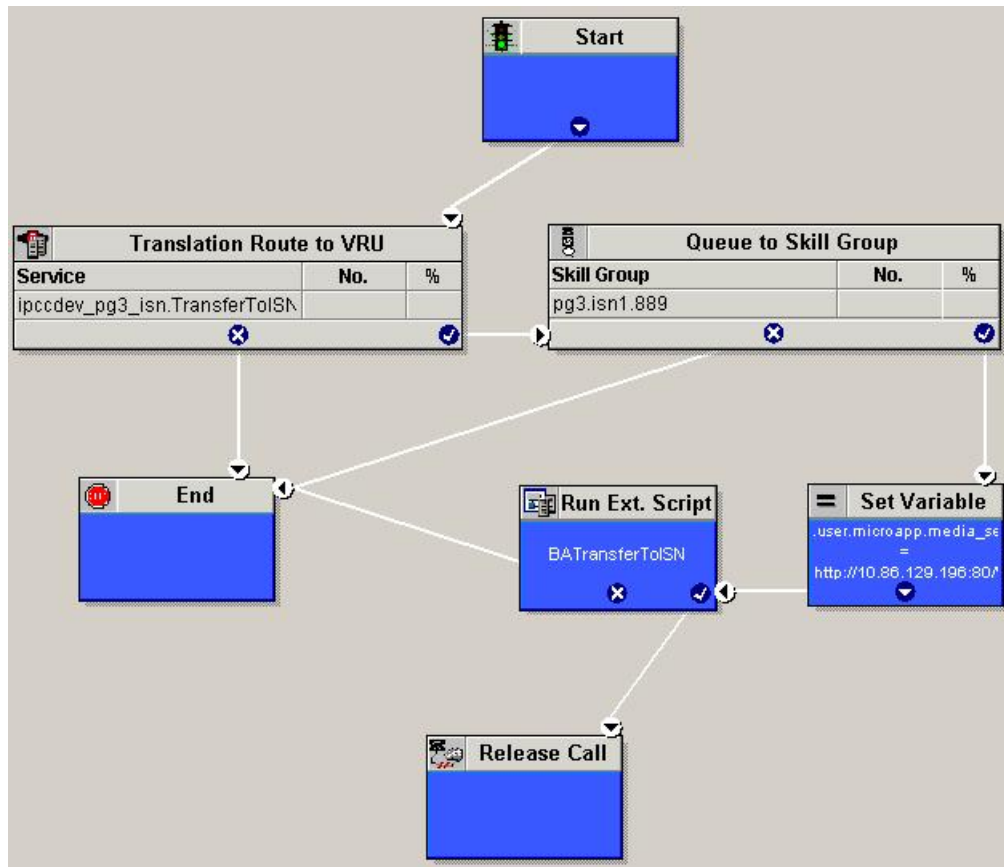 Start
Translation Route to VRU
Service No. %
ipccdev_pg3_isn.TransferToISN
Queue to Skill Group
Skill Group No. %
pg3.isn1.889
End
Run Ext. Script
BATransferToISN
Set Variable
.user.microapp.media_se
=
http://10.86.129.196:80/
Release Call